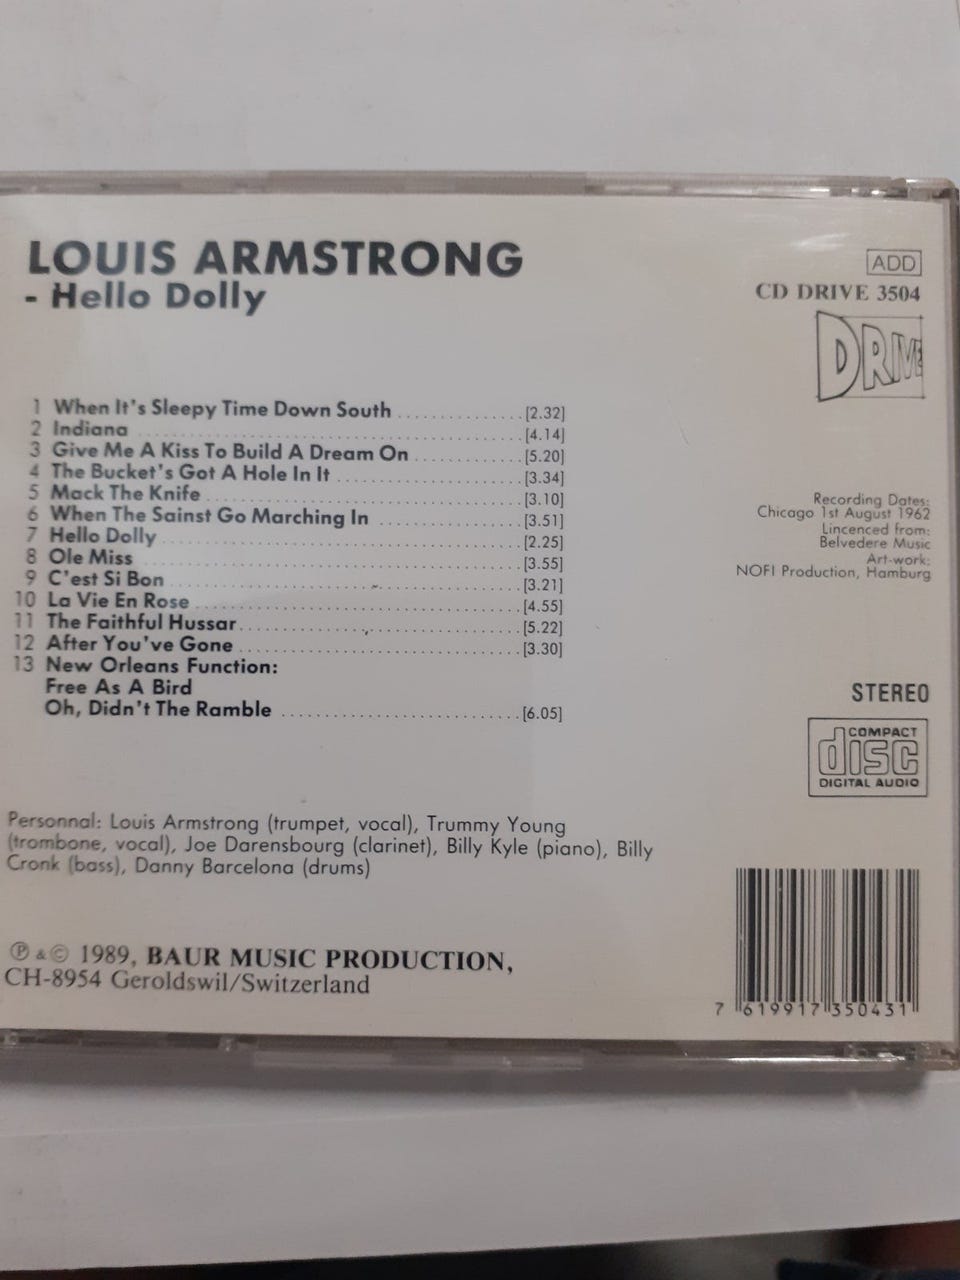 LOUIS ARMSTRONG
- Hello Dolly
ADD
CD DRIVE 3504
DRIVE
1 When It's Sleepy Time Down South [2.32]
2 Indiana [4.14]
3 Give Me A Kiss To Build A Dream On [5.20]
4 The Bucket's Got A Hole In It [3.34]
5 Mack The Knife [3.10]
6 When The Sainst Go Marching In [3.51]
7 Hello Dolly [2.25]
8 Ole Miss [3.55]
9 C'est Si Bon [3.21]
10 La Vie En Rose [4.55]
11 The Faithful Hussar [5.22]
12 After You've Gone [3.30]
13 New Orleans Function:
Free As A Bird
Oh, Didn't The Ramble [6.05]
Recording Dates:
Chicago 1st August 1962
Lincenced from:
Belvedere Music
Art-work:
NOFI Production, Hamburg
STEREO
COMPACT
disc
DIGITAL AUDIO
Personnal: Louis Armstrong (trumpet, vocal), Trummy Young
(trombone, vocal), Joe Darensbourg (clarinet), Billy Kyle (piano), Billy
Cronk (bass), Danny Barcelona (drums)
℗ & © 1989, BAUR MUSIC PRODUCTION,
CH-8954 Geroldswil/Switzerland
7 619917 350431